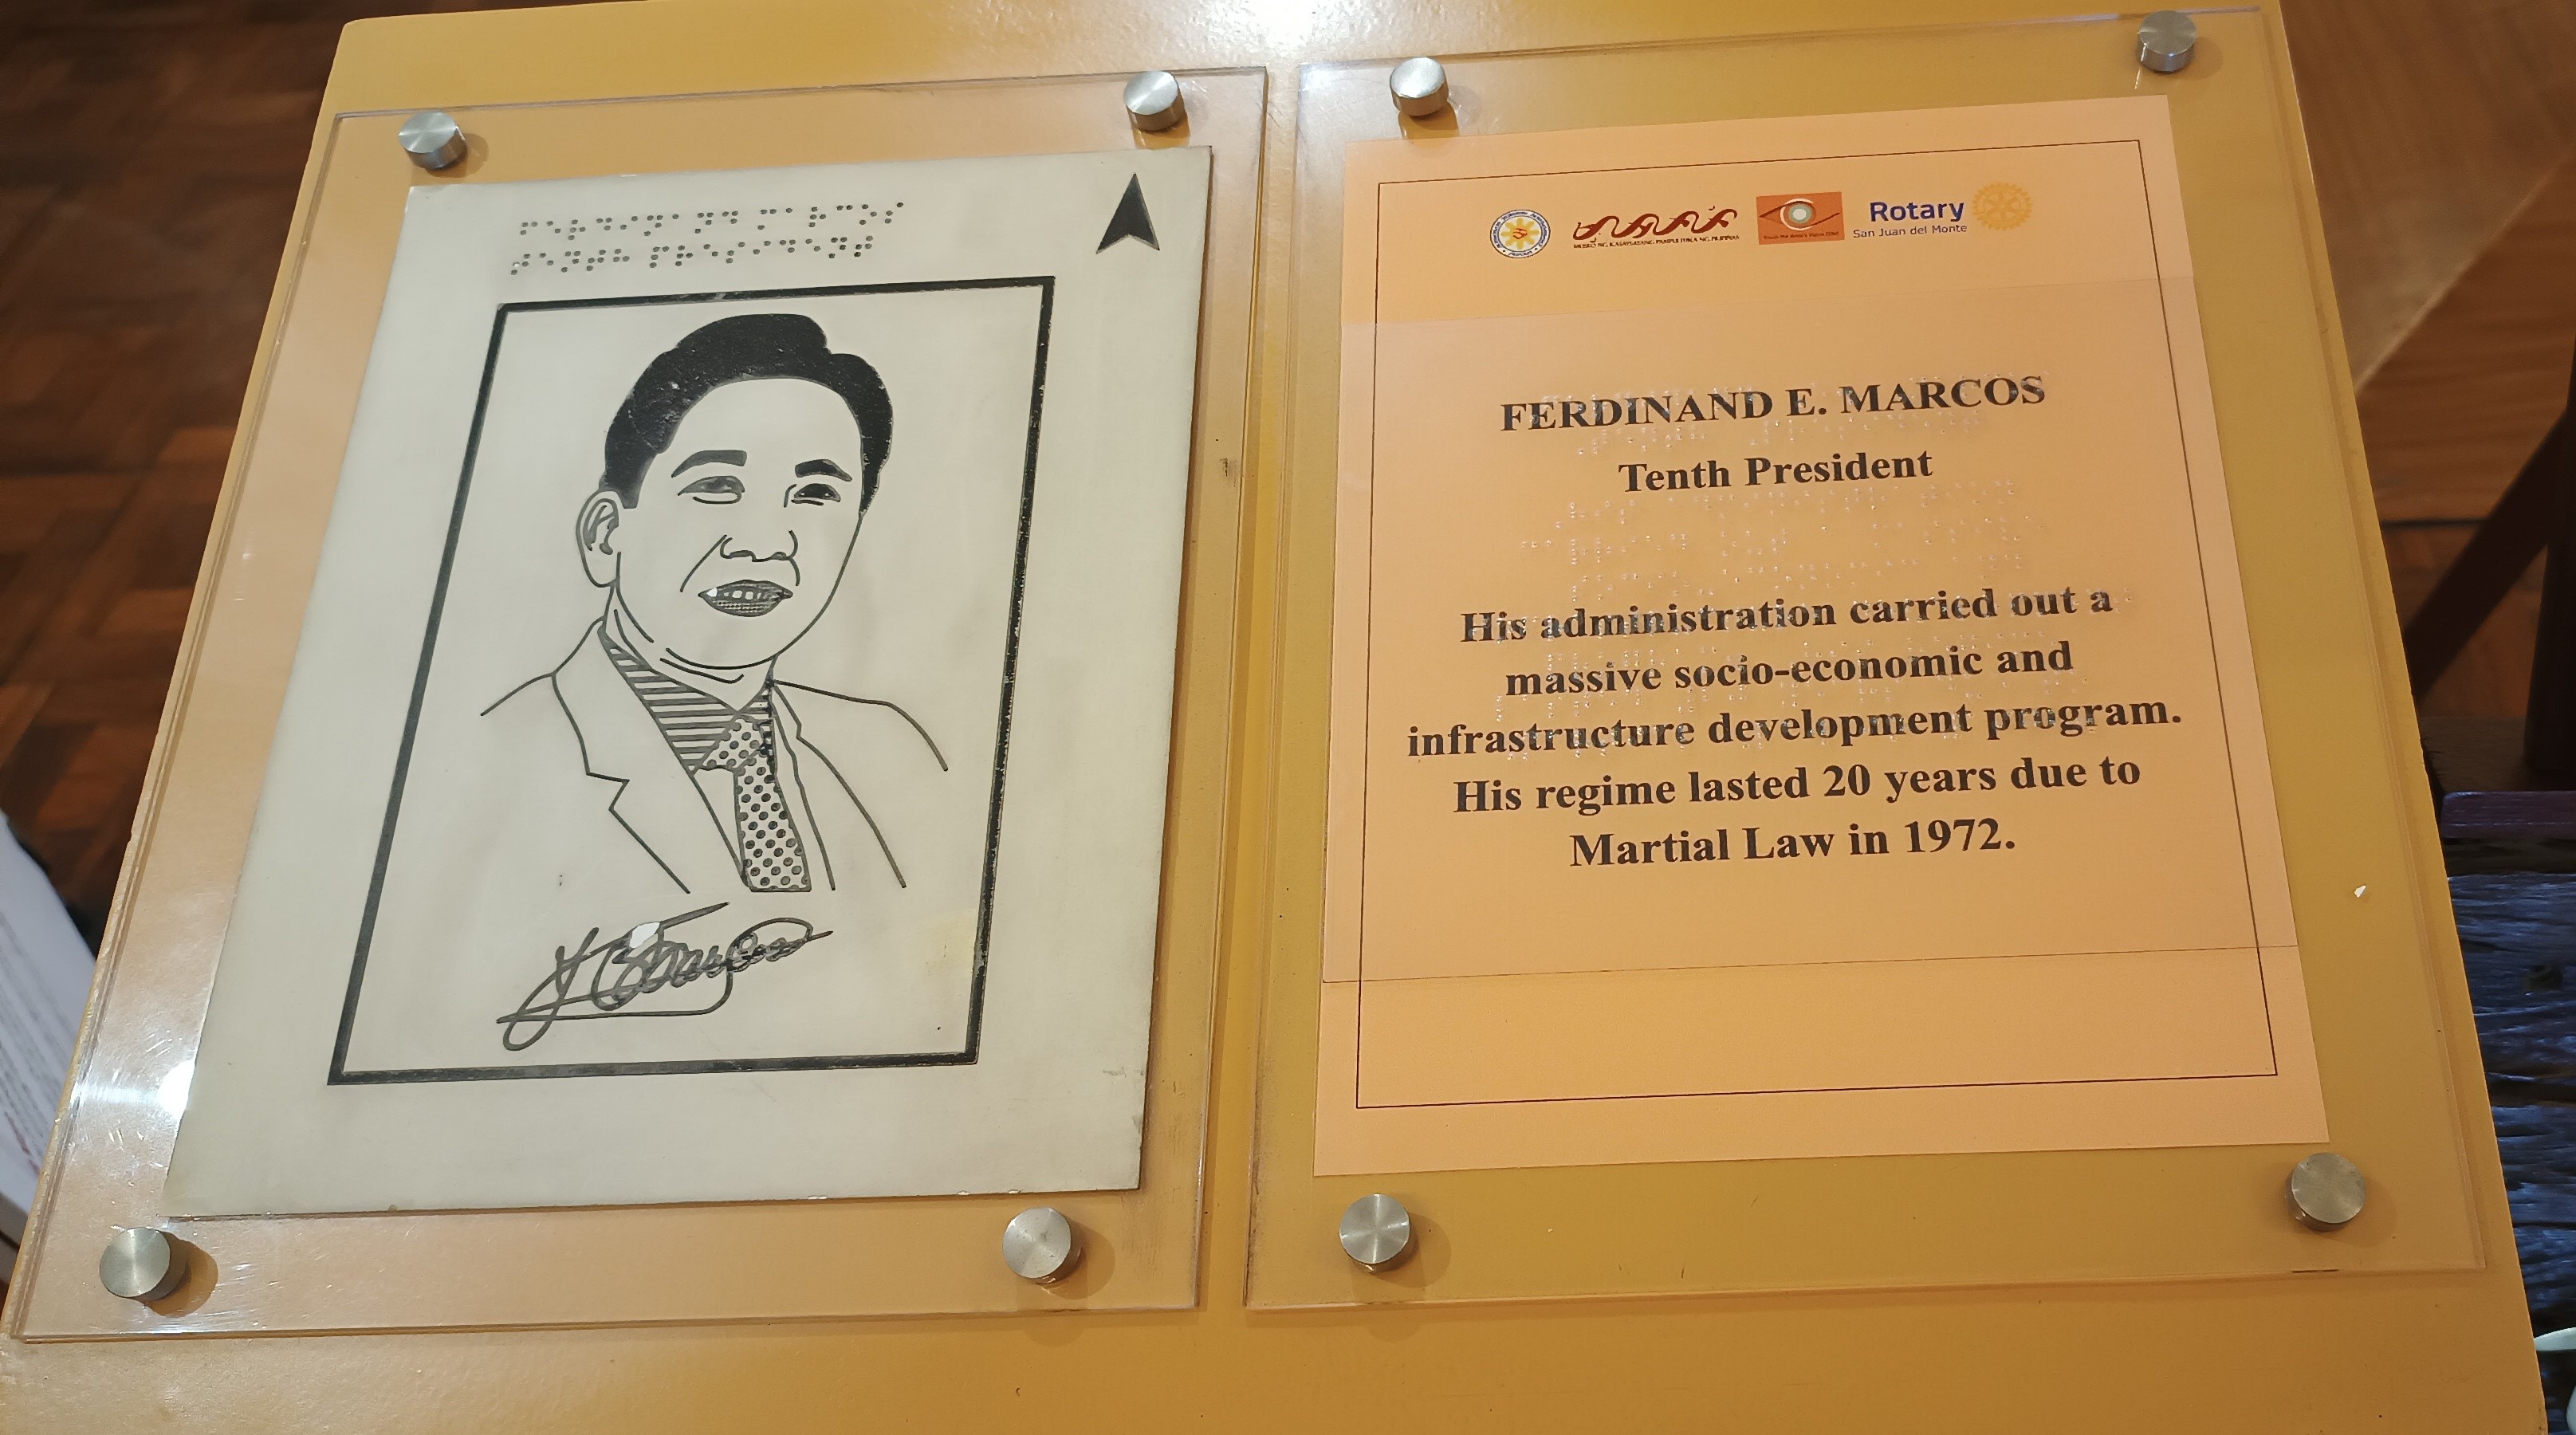 MUSEO NG KASAYSAYANG PAMPULITIKA NG PILIPINAS
Rotary
San Juan del Monte
FERDINAND E. MARCOS
Tenth President
His administration carried out a
massive socio-economic and
infrastructure development program.
His regime lasted 20 years due to
Martial Law in 1972.